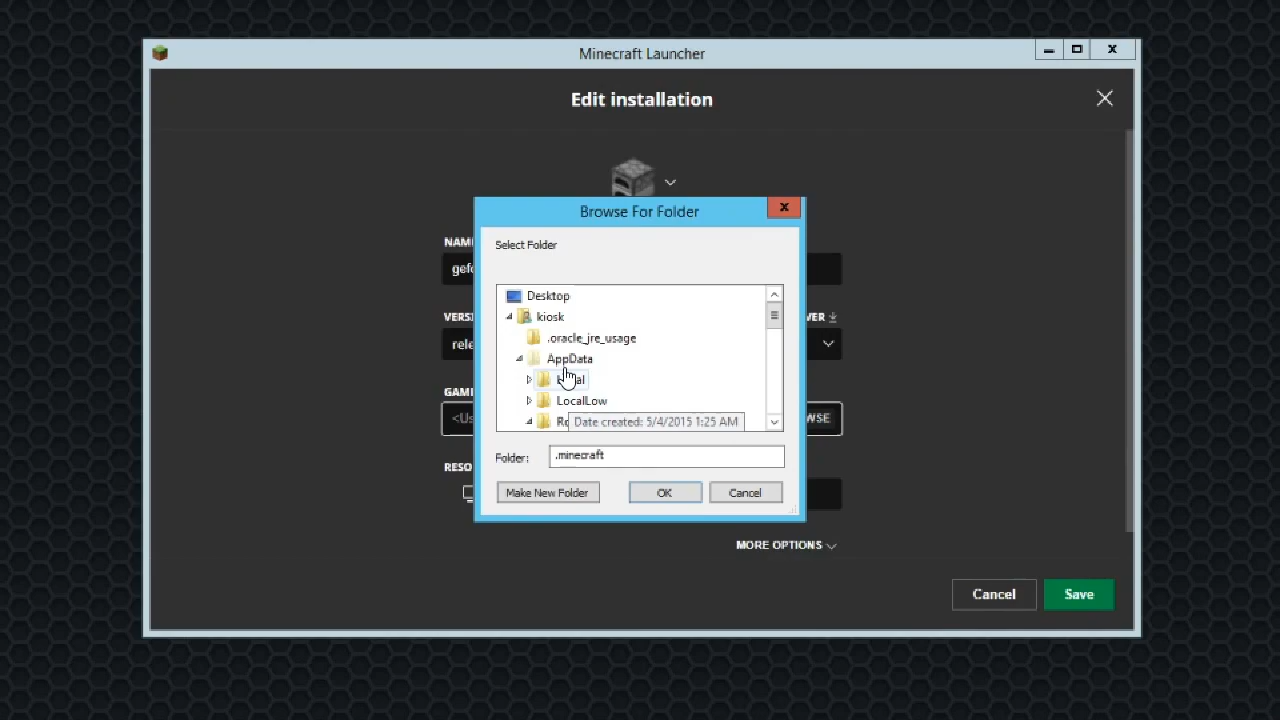 Minecraft Launcher
Edit installation
Browse For Folder
Select Folder
Desktop
kiosk
.oracle_jre_usage
AppData
LocalLow
Date created: 5/4/2015 1:25 AM
Folder: .minecraft
Make New Folder OK Cancel
MORE OPTIONS
Cancel Save